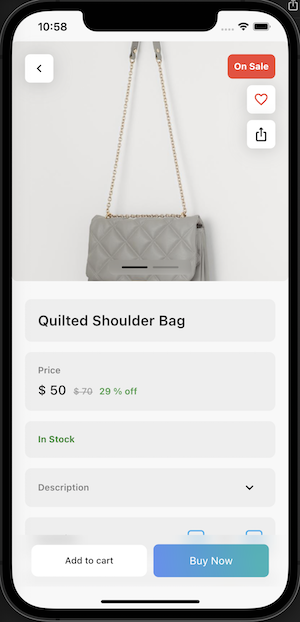 10:58
On Sale
Quilted Shoulder Bag
Price
$ 50 $ 70 29 % off
In Stock
Description
Add to cart
Buy Now